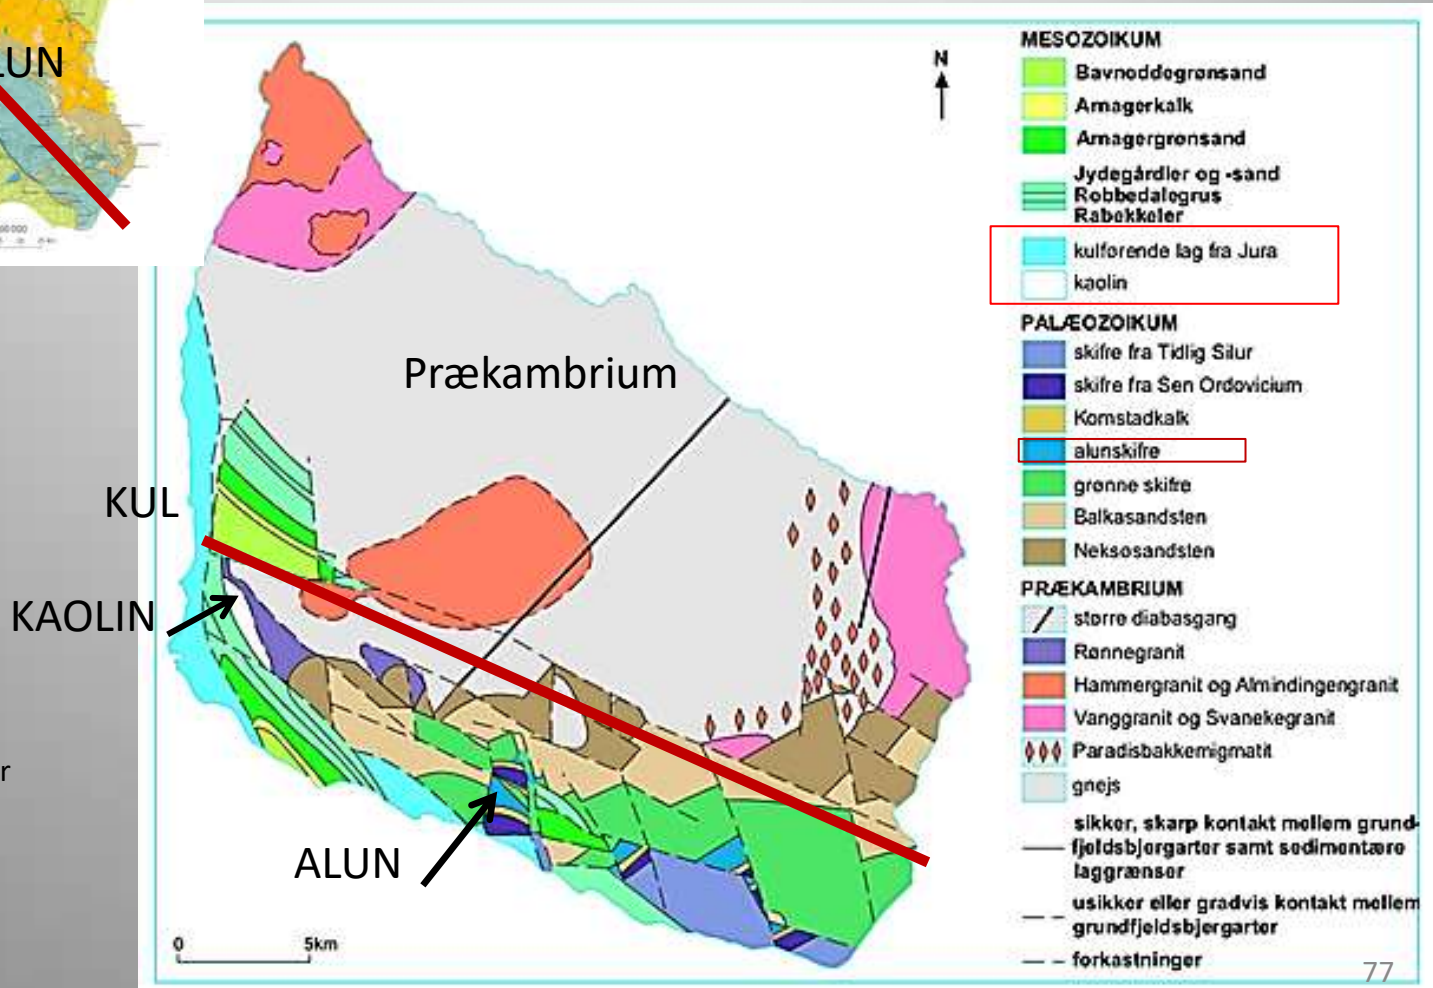 LUN
N
Prækambrium
KUL
KAOLIN
ALUN
r
0 5km
MESOZOIKUM
Bavnoddegrønsand
Arnagerkalk
Arnagergrønsand
Jydegårdler og -sand
Robbedalegrus
Rabekkeler
kulførende lag fra Jura
kaolin
PALÆOZOIKUM
skifre fra Tidlig Silur
skifre fra Sen Ordovicium
Komstadkalk
alunskifre
grønne skifre
Balkasandsten
Neksøsandsten
PRÆKAMBRIUM
større diabasgang
Rønnegranit
Hammergranit og Almindingengranit
Vanggranit og Svanekegranit
Paradisbakkemigmatit
gnejs
sikker, skarp kontakt mellem grund-
fjeldsbjergarter samt sedimentære
laggrænser
usikker eller gradvis kontakt mellem
grundfjeldsbjergarter
forkastninger
77